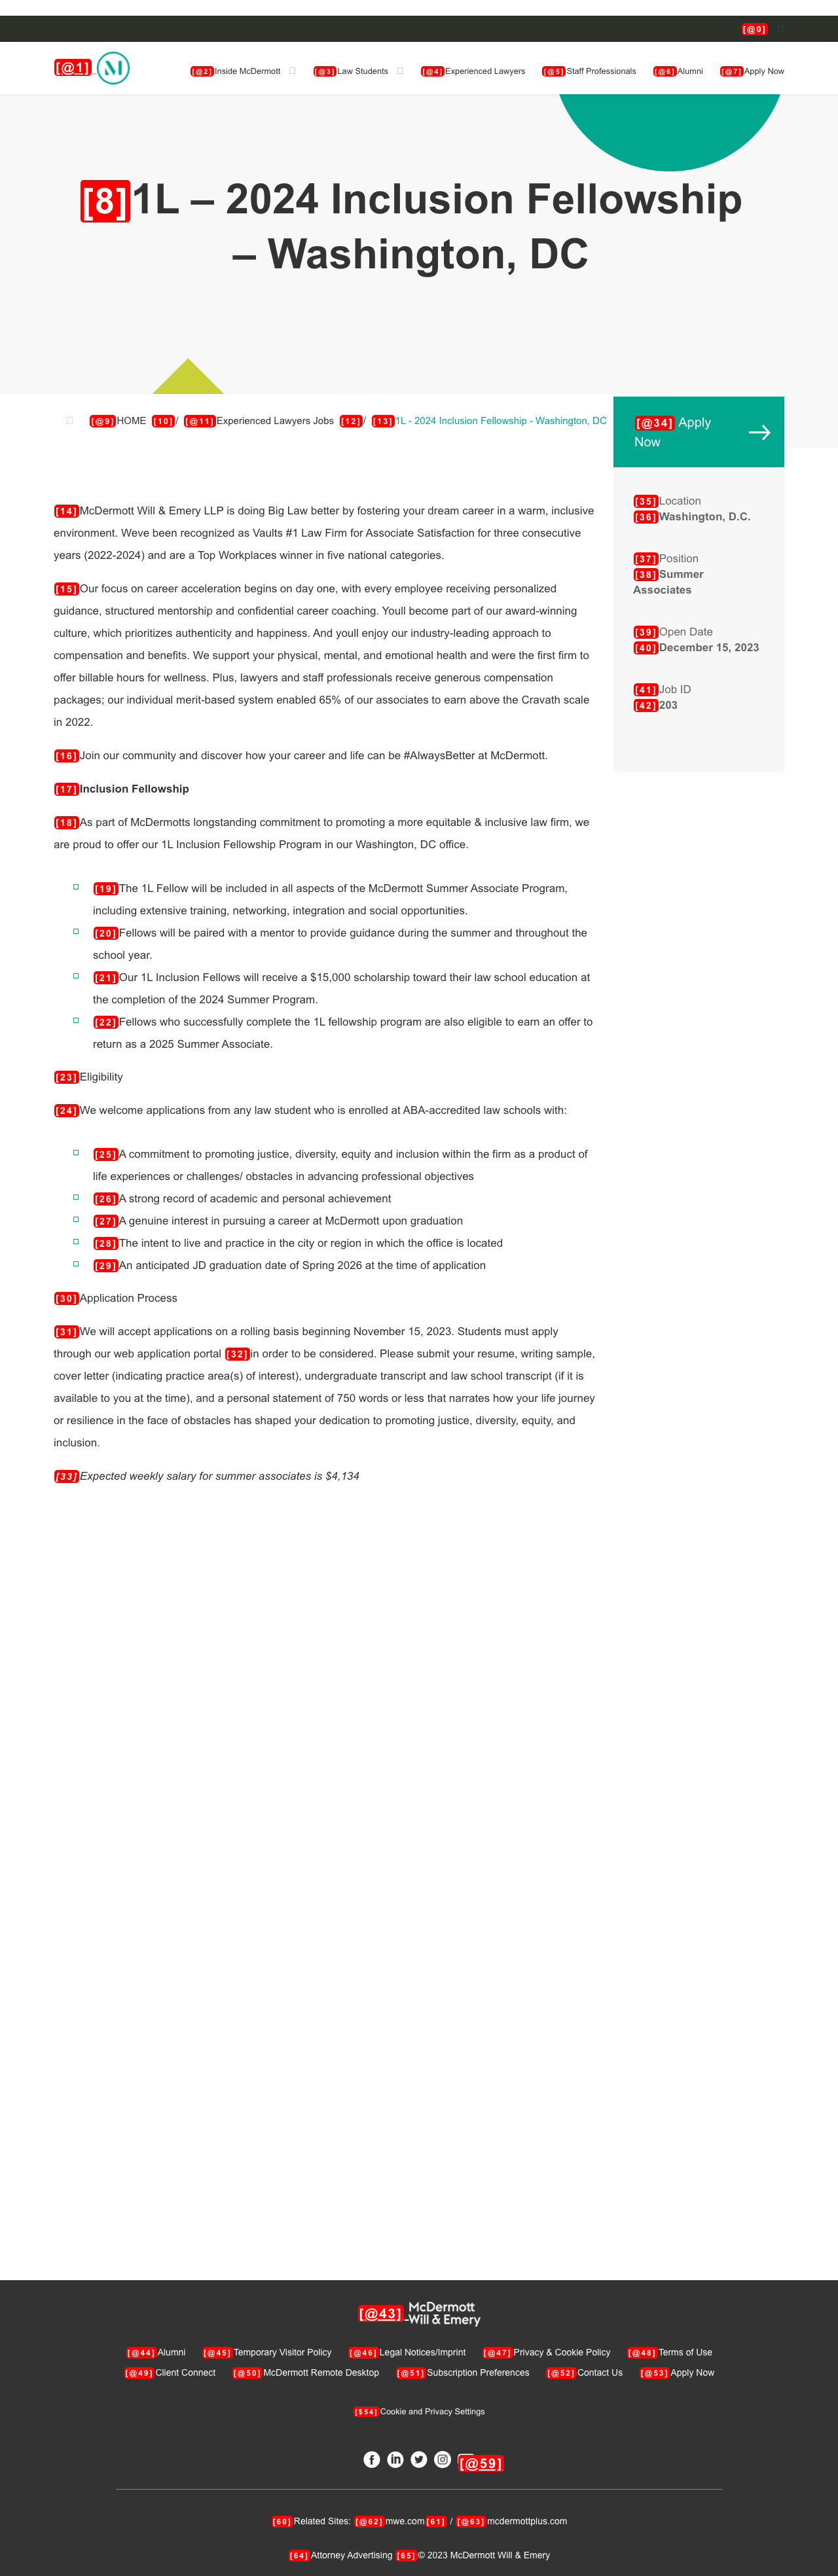 [@0]
[@1]
[@2]Inside McDermott [@3]Law Students [@4]Experienced Lawyers [@5]Staff Professionals [@6]Alumni [@7]Apply Now
[8]1L – 2024 Inclusion Fellowship
– Washington, DC
[@9]HOME [10]/ [@11]Experienced Lawyers Jobs [12]/ [13]1L - 2024 Inclusion Fellowship - Washington, DC
[@34] Apply
Now
[35]Location
[36]Washington, D.C.
[37]Position
[38]Summer
Associates
[39]Open Date
[40]December 15, 2023
[41]Job ID
[42]203
[14]McDermott Will & Emery LLP is doing Big Law better by fostering your dream career in a warm, inclusive
environment. Weve been recognized as Vaults #1 Law Firm for Associate Satisfaction for three consecutive
years (2022-2024) and are a Top Workplaces winner in five national categories.
[15]Our focus on career acceleration begins on day one, with every employee receiving personalized
guidance, structured mentorship and confidential career coaching. Youll become part of our award-winning
culture, which prioritizes authenticity and happiness. And youll enjoy our industry-leading approach to
compensation and benefits. We support your physical, mental, and emotional health and were the first firm to
offer billable hours for wellness. Plus, lawyers and staff professionals receive generous compensation
packages; our individual merit-based system enabled 65% of our associates to earn above the Cravath scale
in 2022.
[16]Join our community and discover how your career and life can be #AlwaysBetter at McDermott.
[17]Inclusion Fellowship
[18]As part of McDermotts longstanding commitment to promoting a more equitable & inclusive law firm, we
are proud to offer our 1L Inclusion Fellowship Program in our Washington, DC office.
[19]The 1L Fellow will be included in all aspects of the McDermott Summer Associate Program,
including extensive training, networking, integration and social opportunities.
[20]Fellows will be paired with a mentor to provide guidance during the summer and throughout the
school year.
[21]Our 1L Inclusion Fellows will receive a $15,000 scholarship toward their law school education at
the completion of the 2024 Summer Program.
[22]Fellows who successfully complete the 1L fellowship program are also eligible to earn an offer to
return as a 2025 Summer Associate.
[23]Eligibility
[24]We welcome applications from any law student who is enrolled at ABA-accredited law schools with:
[25]A commitment to promoting justice, diversity, equity and inclusion within the firm as a product of
life experiences or challenges/ obstacles in advancing professional objectives
[26]A strong record of academic and personal achievement
[27]A genuine interest in pursuing a career at McDermott upon graduation
[28]The intent to live and practice in the city or region in which the office is located
[29]An anticipated JD graduation date of Spring 2026 at the time of application
[30]Application Process
[31]We will accept applications on a rolling basis beginning November 15, 2023. Students must apply
through our web application portal [32]in order to be considered. Please submit your resume, writing sample,
cover letter (indicating practice area(s) of interest), undergraduate transcript and law school transcript (if it is
available to you at the time), and a personal statement of 750 words or less that narrates how your life journey
or resilience in the face of obstacles has shaped your dedication to promoting justice, diversity, equity, and
inclusion.
[33]Expected weekly salary for summer associates is $4,134
[@43] McDermott
Will & Emery
[@44]Alumni [@45]Temporary Visitor Policy [@46]Legal Notices/Imprint [@47]Privacy & Cookie Policy [@48]Terms of Use
[@49]Client Connect [@50]McDermott Remote Desktop [@51]Subscription Preferences [@52]Contact Us [@53]Apply Now
[$54]Cookie and Privacy Settings
[@59]
[60]Related Sites: [@62]mwe.com[61] / [@63]mcdermottplus.com
[64]Attorney Advertising [65]© 2023 McDermott Will & Emery